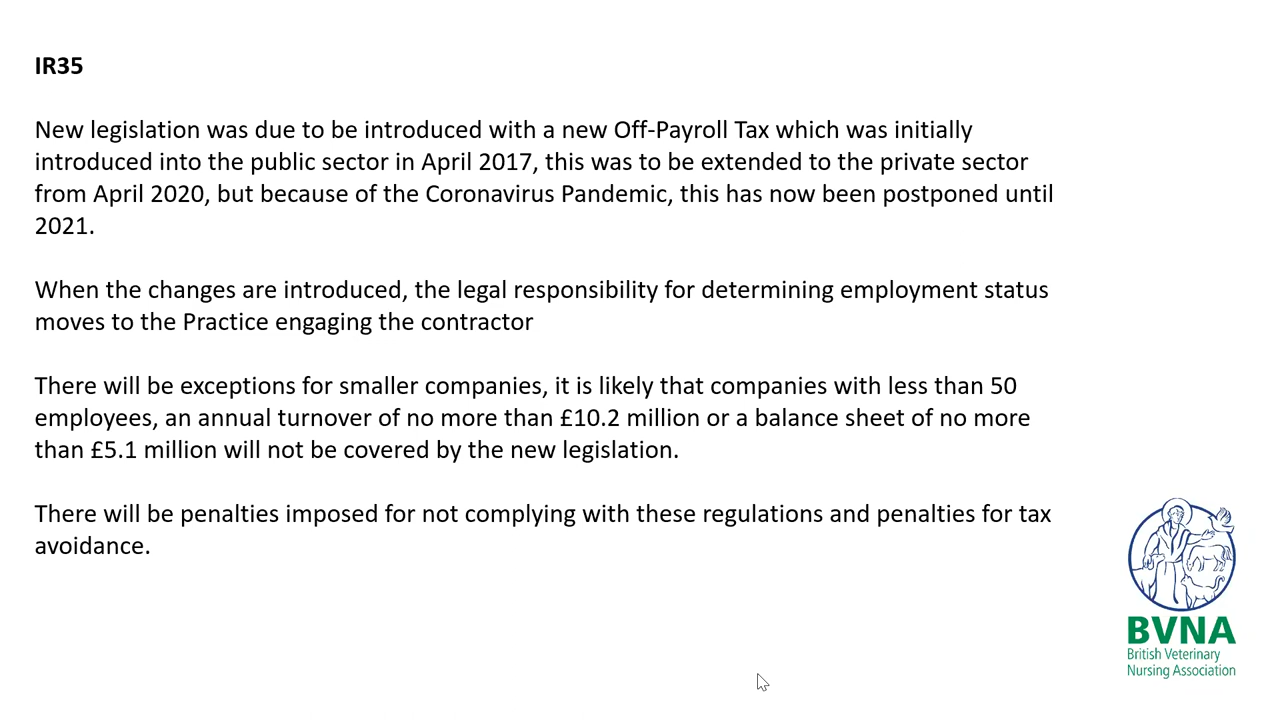 IR35
New legislation was due to be introduced with a new Off-Payroll Tax which was initially
introduced into the public sector in April 2017, this was to be extended to the private sector
from April 2020, but because of the Coronavirus Pandemic, this has now been postponed until
2021.
When the changes are introduced, the legal responsibility for determining employment status
moves to the Practice engaging the contractor
There will be exceptions for smaller companies, it is likely that companies with less than 50
employees, an annual turnover of no more than £10.2 million or a balance sheet of no more
than £5.1 million will not be covered by the new legislation.
There will be penalties imposed for not complying with these regulations and penalties for tax
avoidance.
BVNA
British Veterinary
Nursing Association